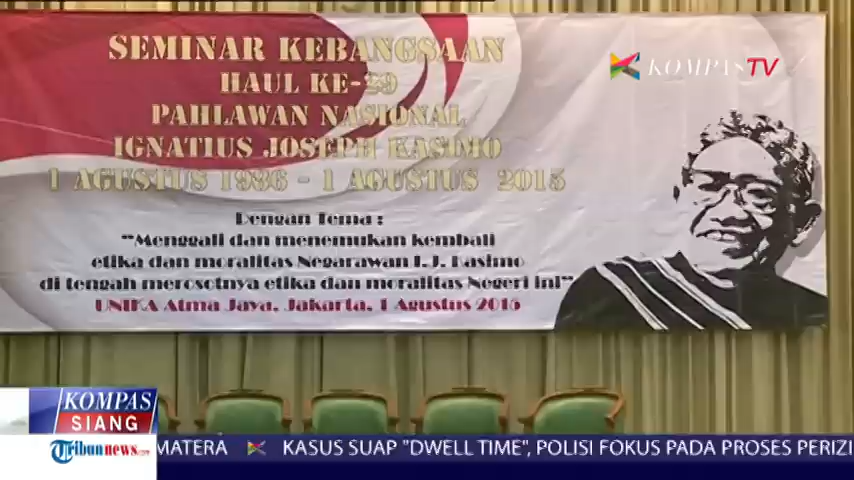 SEMINAR KEBANGSAAN
HAUL KE-29
PAHLAWAN NASIONAL
IGNATIUS JOSEPH KASIMO
1 AGUSTUS 1986 - 1 AGUSTUS 2015
Dengan Tema :
"Menggali dan menemukan kembali
etika dan moralitas Negarawan I. J. Kasimo
di tengah merosotnya etika dan moralitas Negeri ini"
UNIKA Atma Jaya, Jakarta, 1 Agustus 2015
KOMPAS TV
KOMPAS
SIANG
Tribunnews.com
MATERA KASUS SUAP "DWELL TIME", POLISI FOKUS PADA PROSES PERIZI